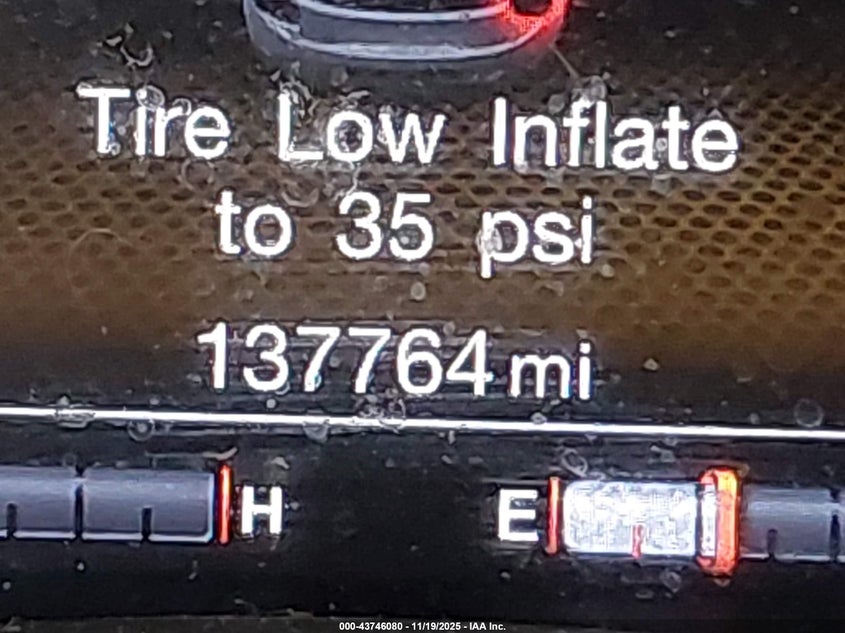 Tire Low Inflate
to 35 psi
137764 mi
H E
000-43746080 - 11/19/2025 - IAA Inc.